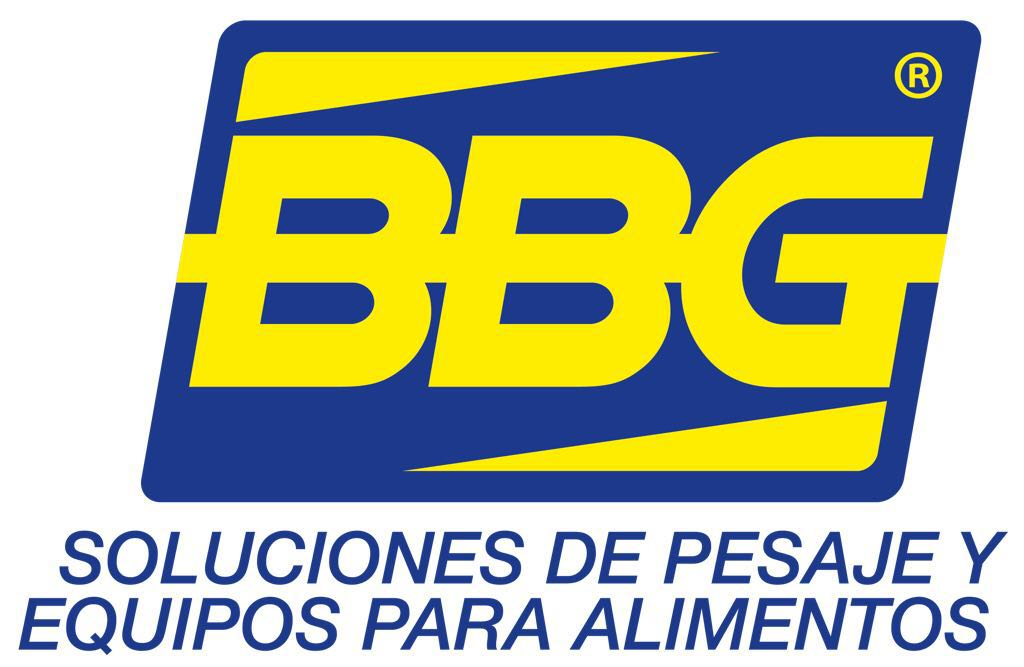 ®
BBG
SOLUCIONES DE PESAJE Y
EQUIPOS PARA ALIMENTOS